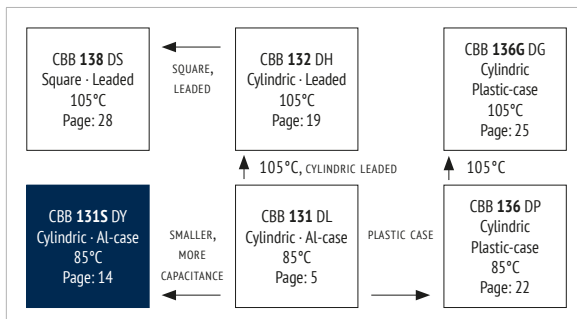 CBB 138 DS
Square · Leaded
105°C
Page: 28
SQUARE,
LEADED
CBB 132 DH
Cylindric · Leaded
105°C
Page: 19
CBB 136G DG
Cylindric
Plastic-case
105°C
Page: 25
105°C, CYLINDRIC LEADED
105°C
CBB 131S DY
Cylindric · Al-case
85°C
Page: 14
SMALLER,
MORE
CAPACITANCE
CBB 131 DL
Cylindric · Al-case
85°C
Page: 5
PLASTIC CASE
CBB 136 DP
Cylindric
Plastic-case
85°C
Page: 22